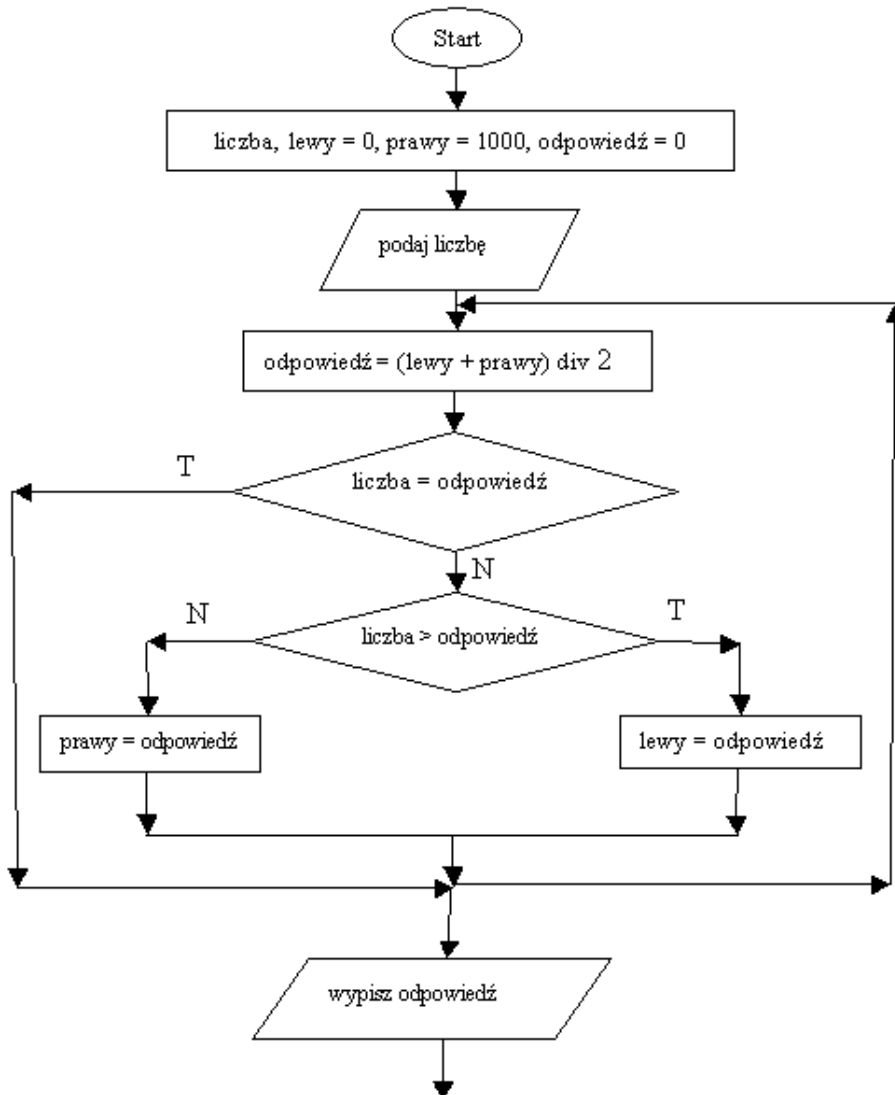 Start
liczba, lewy = 0, prawy = 1000, odpowiedź = 0
podaj liczbę
odpowiedź = (lewy + prawy) div 2
T
liczba = odpowiedź
N
N
T
liczba > odpowiedź
prawy = odpowiedź
lewy = odpowiedź
wypisz odpowiedź